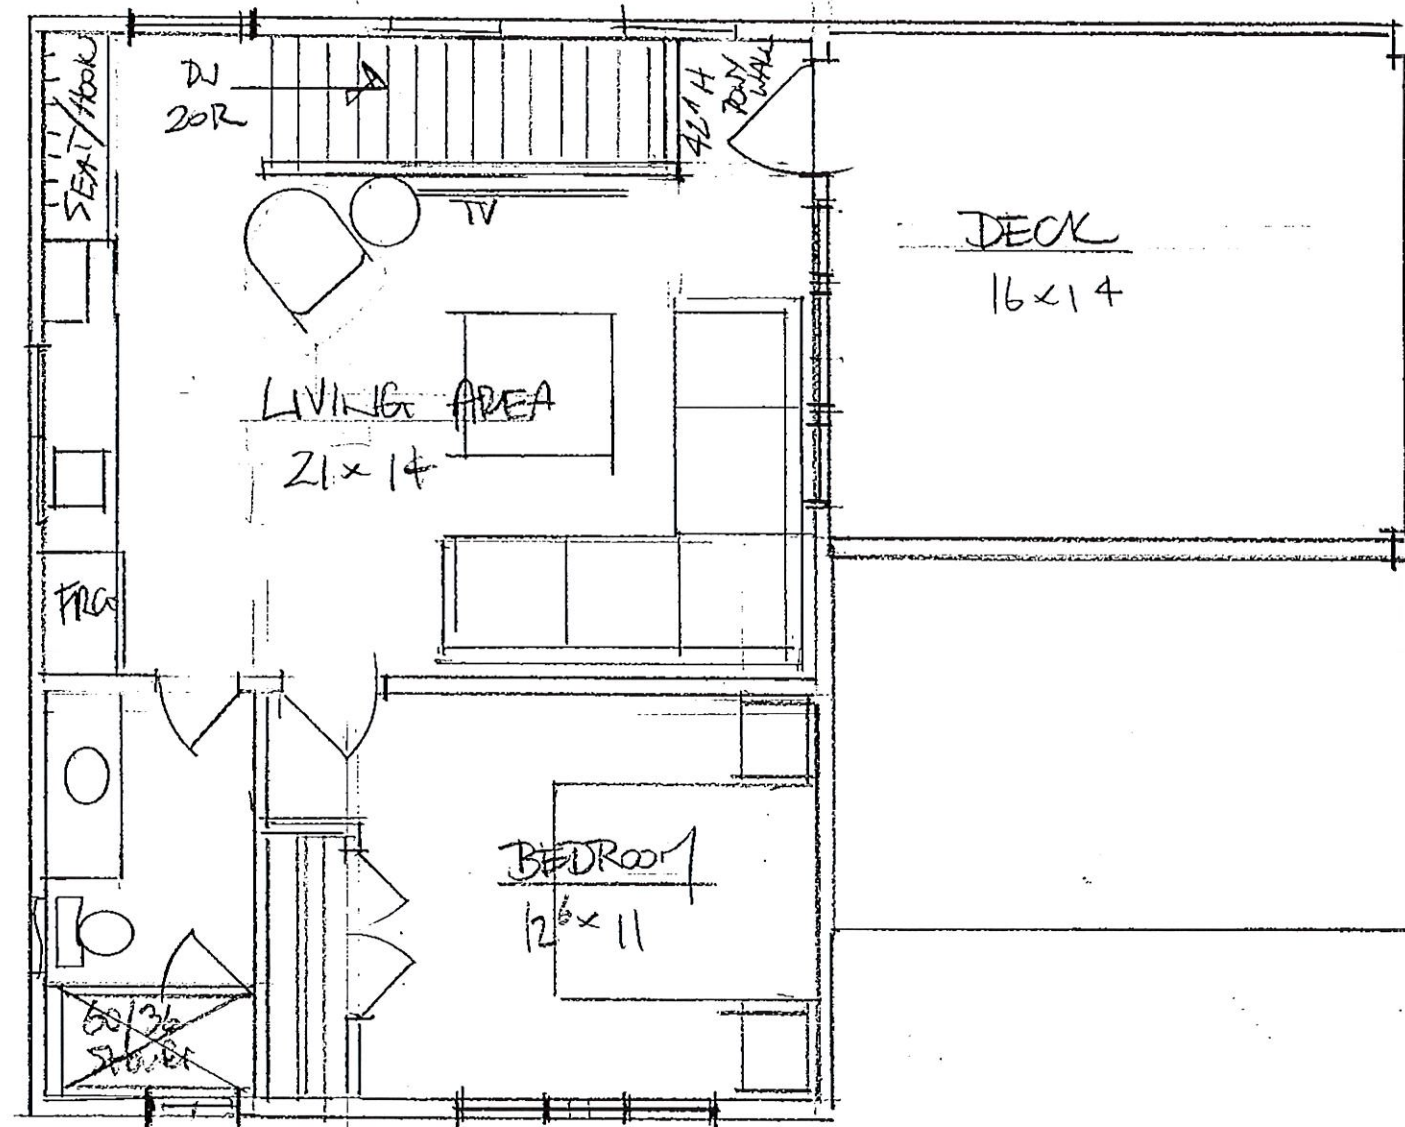 SEAT/HOOK
DN
20R
42" H
PONY
WALL
TV
DECK
16x14
LIVING AREA
21x14
FRG
BEDROOM
12⁶x11
60/36
SHOWER